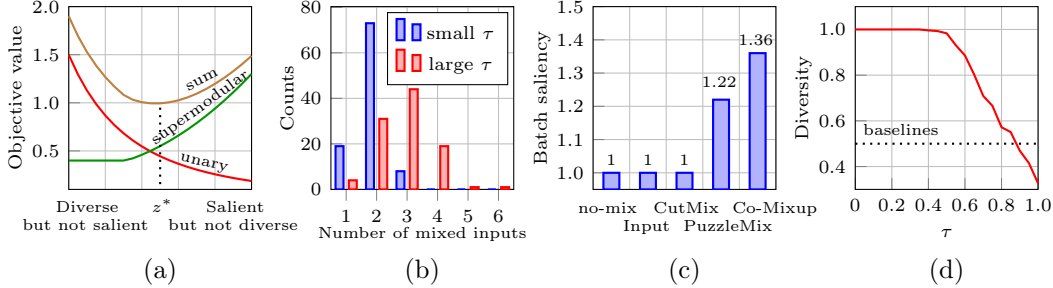 2.0
1.5
1.0
0.5
Objective value
sum
supermodular
unary
Diverse
but not salient
z*
Salient
but not diverse
(a)
80
60
40
20
0
Counts
small τ
large τ
1 2 3 4 5 6
Number of mixed inputs
(b)
1.5
1.4
1.3
1.2
1.1
1.0
Batch saliency
1 1 1 1.22 1.36
no-mix CutMix Co-Mixup
Input PuzzleMix
(c)
1.0
0.8
0.6
0.4
Diversity
baselines
0 0.2 0.4 0.6 0.8 1.0
τ
(d)